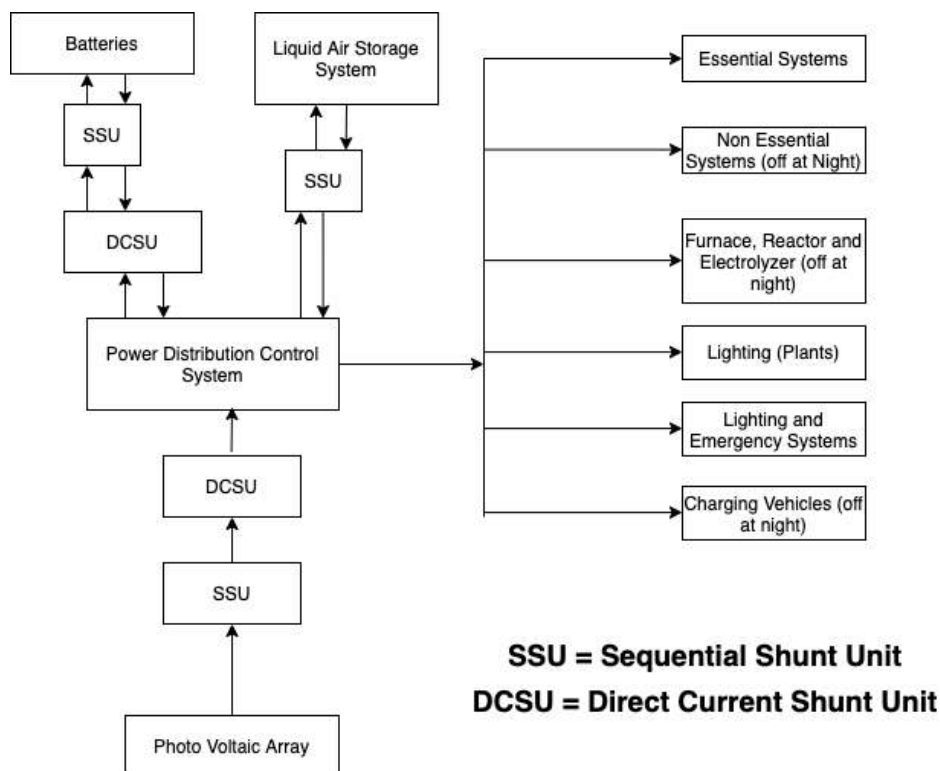 Batteries
Liquid Air Storage
System
Essential Systems
SSU
Non Essential
Systems (off at Night)
SSU
DCSU
Furnace, Reactor and
Electrolyzer (off at
night)
Power Distribution Control
System
Lighting (Plants)
Lighting and
Emergency Systems
DCSU
Charging Vehicles (off
at night)
SSU
SSU = Sequential Shunt Unit
DCSU = Direct Current Shunt Unit
Photo Voltaic Array